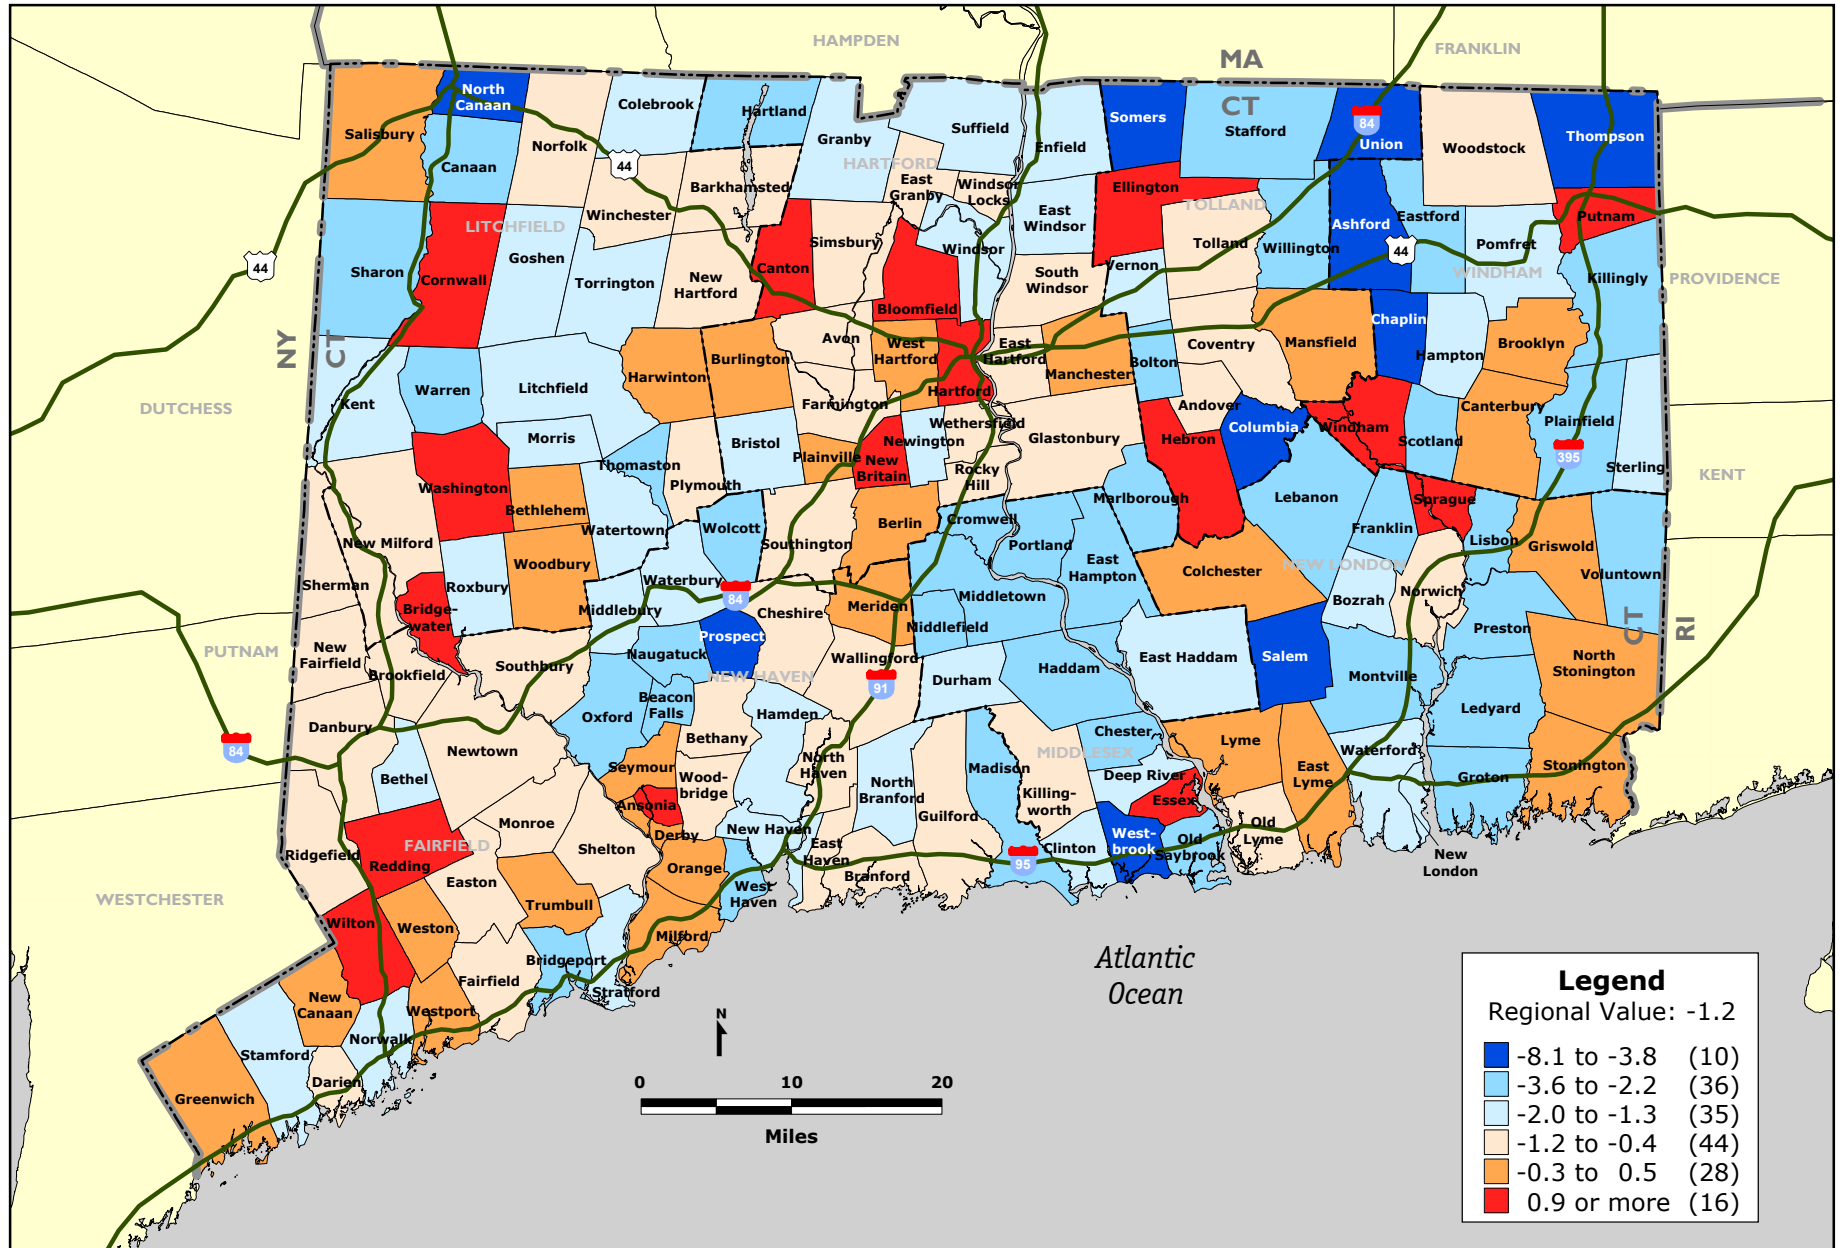 HAMPDEN
MA
FRANKLIN
CT
North
Canaan
Colebrook
Hartland
Granby
Suffield
Enfield
Somers
Stafford
84
Union
Woodstock
Thompson
Salisbury
Canaan
Norfolk
44
Barkhamsted
HARTFORD
East
Granby
Windsor
Locks
Ellington
TOLLAND
Ashford
Eastford
Putnam
Winchester
LITCHFIELD
Simsbury
Windsor
East
Windsor
Tolland
Willington
44
Pomfret
WINDHAM
Killingly
PROVIDENCE
44
Sharon
Cornwall
Goshen
Torrington
New
Hartford
Canton
Bloomfield
South
Windsor
Vernon
Chaplin
NY
CT
Hampton
Brooklyn
Burlington
Avon
West
Hartford
East
Hartford
Manchester
Bolton
Coventry
Mansfield
Warren
Litchfield
Harwinton
Farmington
Hartford
Andover
Canterbury
DUTCHESS
Kent
Morris
Bristol
Plainville
New
Britain
Newington
Wethersfield
Glastonbury
Hebron
Columbia
Windham
Scotland
Plainfield
395
Sterling
KENT
Washington
Bethlehem
Thomaston
Plymouth
Rocky
Hill
Marlborough
Lebanon
Sprague
Franklin
Lisbon
Griswold
Voluntown
New Milford
Watertown
Wolcott
Southington
Berlin
Cromwell
Portland
East
Hampton
Colchester
NEW LONDON
Sherman
Roxbury
Woodbury
Waterbury
84
Middlebury
Cheshire
Meriden
Middletown
Bozrah
Norwich
Bridge-
water
Prospect
Middlefield
Preston
CT
RI
PUTNAM
New
Fairfield
Brookfield
Southbury
Naugatuck
NEW HAVEN
Wallingford
91
Durham
Haddam
East Haddam
Salem
Montville
North
Stonington
Beacon
Falls
Oxford
Hamden
Bethany
Ledyard
Danbury
Newtown
84
Bethel
Seymour
Wood-
bridge
North
Haven
North
Branford
Madison
MIDDLESEX
Chester
Deep River
Lyme
East
Lyme
Waterford
Groton
Stonington
Killing-
worth
Essex
Ansonia
Derby
Guilford
Monroe
Shelton
New Haven
East
Haven
Branford
95
Clinton
West-
brook
Old
Saybrook
Old
Lyme
New
London
Ridgefield
FAIRFIELD
Redding
Easton
Orange
West
Haven
WESTCHESTER
Wilton
Weston
Trumbull
Milford
Fairfield
Bridgeport
Stratford
New
Canaan
Westport
Norwalk
Stamford
Darien
Greenwich
Atlantic
Ocean
N
0 10 20
Miles
Legend
Regional Value: -1.2
-8.1 to -3.8 (10)
-3.6 to -2.2 (36)
-2.0 to -1.3 (35)
-1.2 to -0.4 (44)
-0.3 to 0.5 (28)
0.9 or more (16)